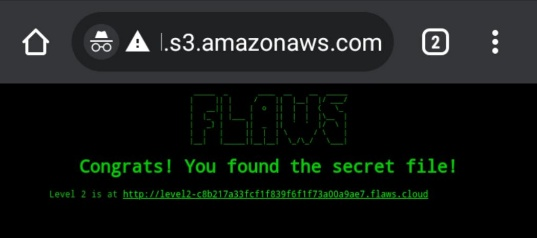 l.s3.amazonaws.com
2
FLAWS
Congrats! You found the secret file!
Level 2 is at http://level2-c8b217a33fcf1f839f6f1f73a00a9ae7.flaws.cloud